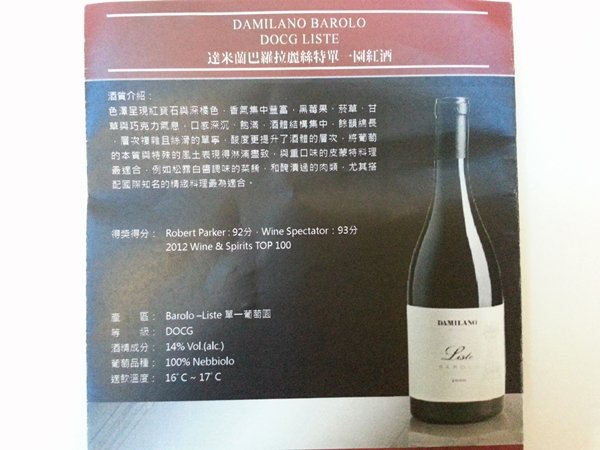 DAMILANO BAROLO
DOCG LISTE
達米蘭巴羅拉麗絲特單一園紅酒
酒質介紹：
色澤呈現紅寶石與深橘色，香氣集中豐富，黑莓果、菸草、甘
草與巧克力氣息，口感深沉、飽滿，酒體結構集中，餘韻綿長
，層次複雜且絲滑的單寧，酸度更提升了酒體的層次，將葡萄
的本質與特殊的風土表現得淋漓盡致，與重口味的皮蒙特料理
最適合，例如松露白醬調味的菜餚，和醃漬過的肉類，尤其搭
配國際知名的精緻料理最為適合。
得獎得分： Robert Parker : 92分，Wine Spectator : 93分
2012 Wine & Spirits TOP 100
產 區： Barolo –Liste 單一葡萄園
等 級： DOCG
酒精成分： 14% Vol.(alc.)
葡萄品種： 100% Nebbiolo
適飲溫度： 16°C ~ 17°C
DAMILANO
Liste
BAROLO